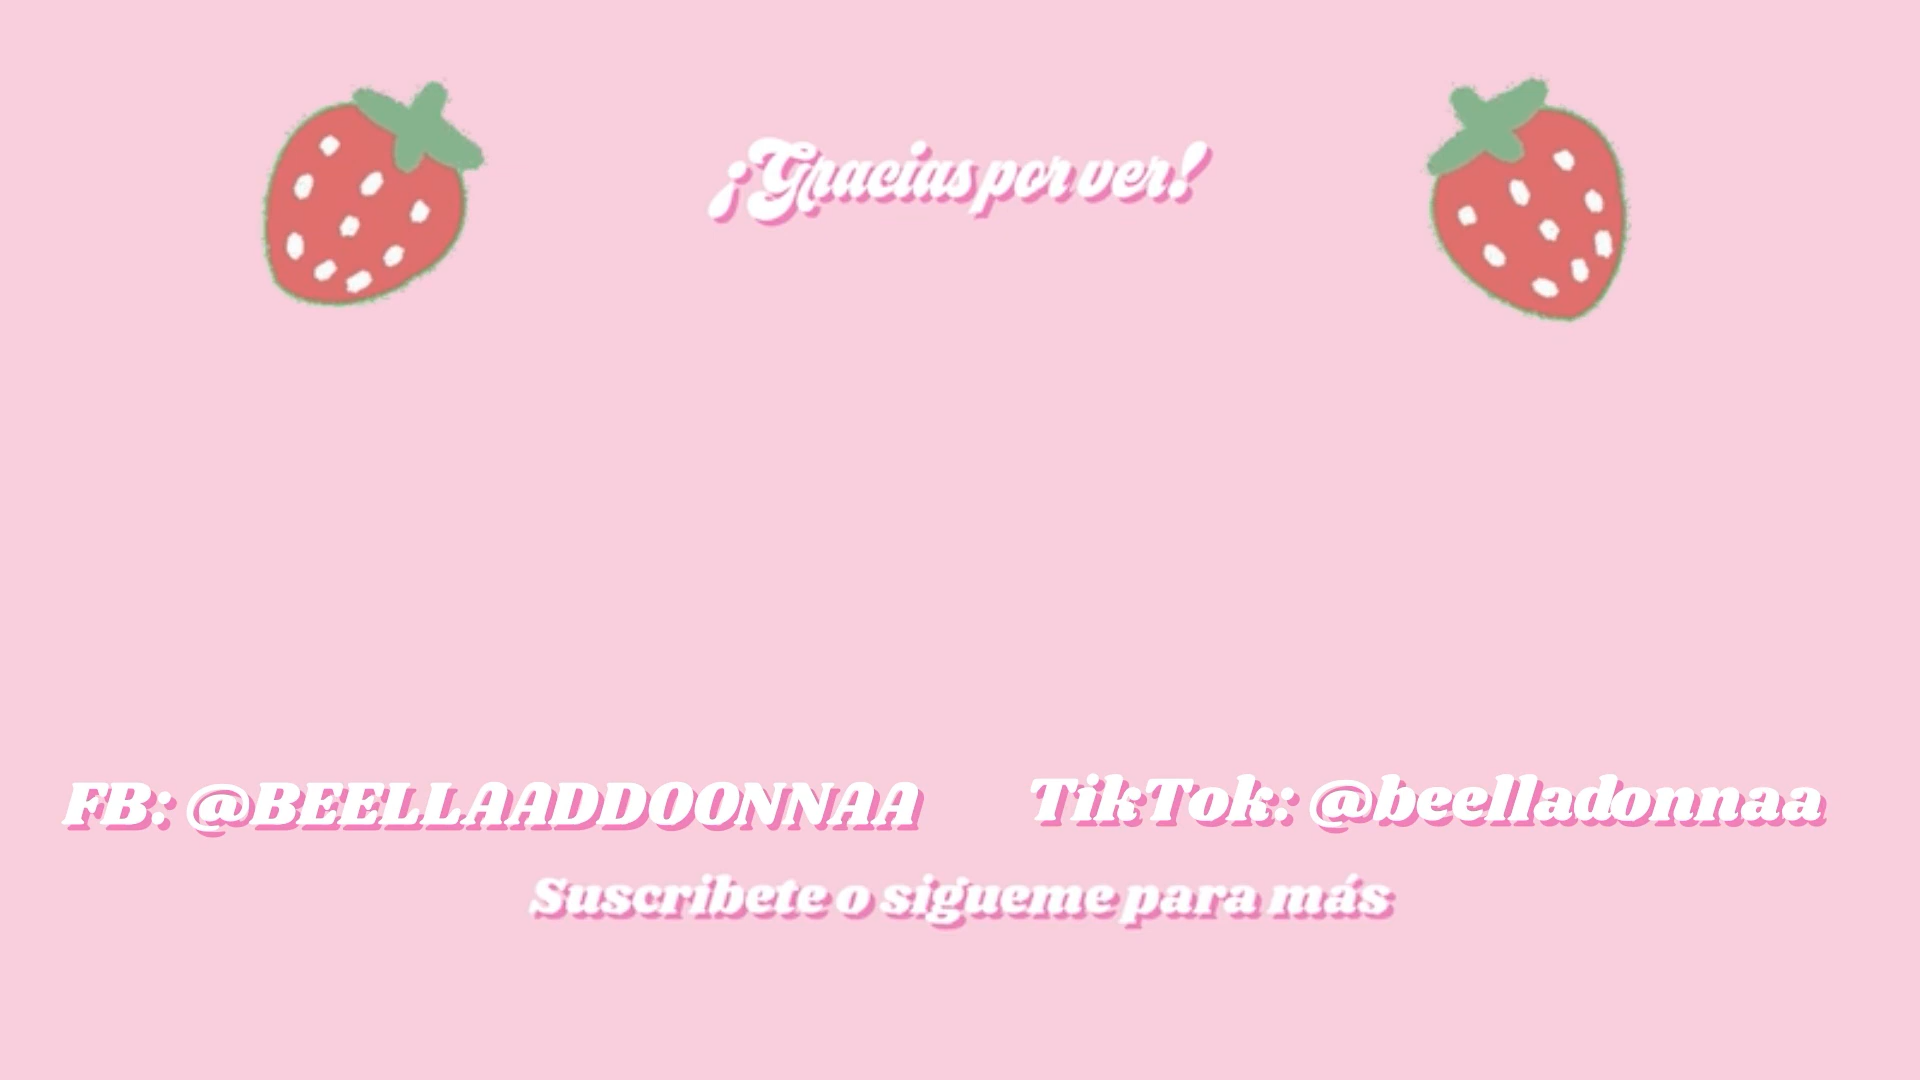 ¡Gracias por ver!
FB: @BEELLAADDOONNAA
TikTok: @beelladonnaa
Suscribete o sigueme para más